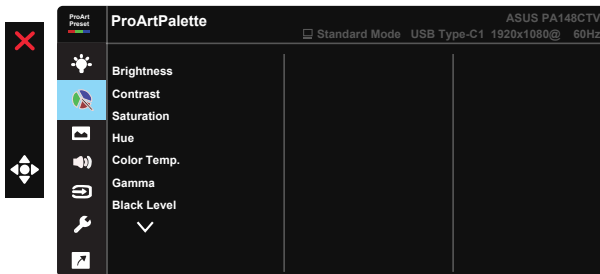 ProArt
Preset
ProArtPalette
ASUS PA148CTV
Standard Mode USB Type-C1 1920x1080@ 60Hz
Brightness
Contrast
Saturation
Hue
Color Temp.
Gamma
Black Level